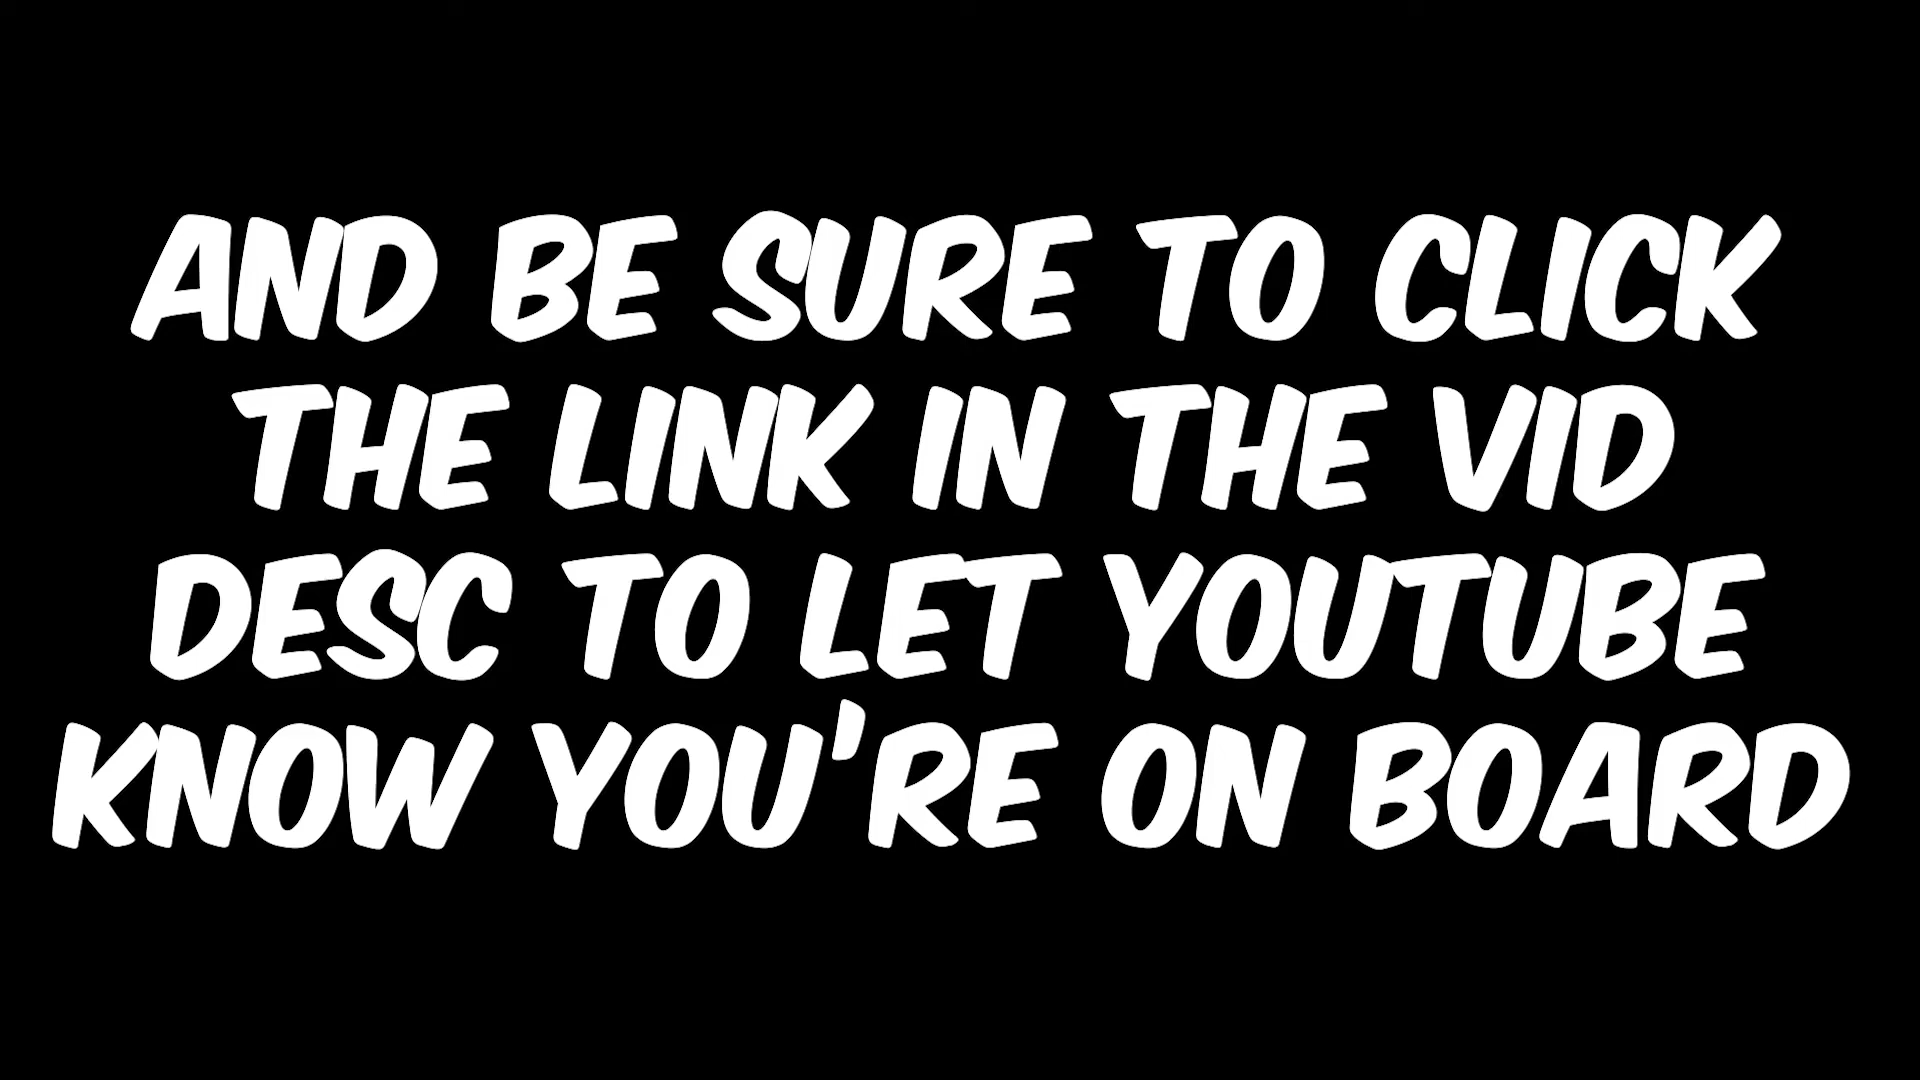 AND BE SURE TO CLICK
THE LINK IN THE VID
DESC TO LET YOUTUBE
KNOW YOU'RE ON BOARD